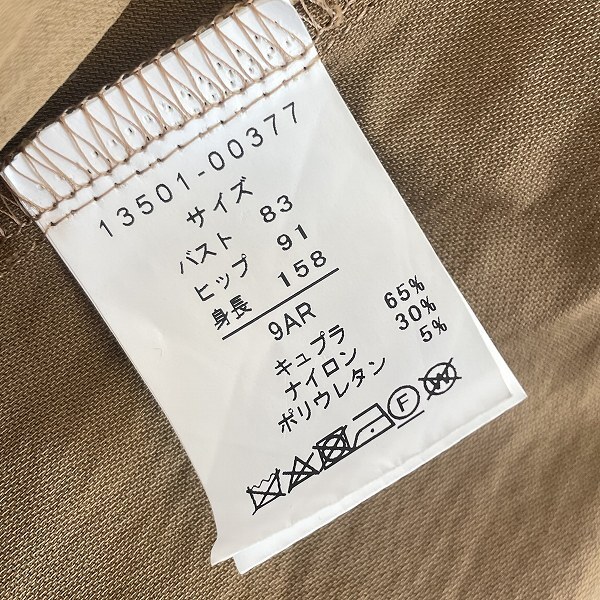 13501-00377
サイズ
バスト 83
ヒップ 91
身長 158
9AR
キュプラ 65%
ナイロン 30%
ポリウレタン 5%
F W